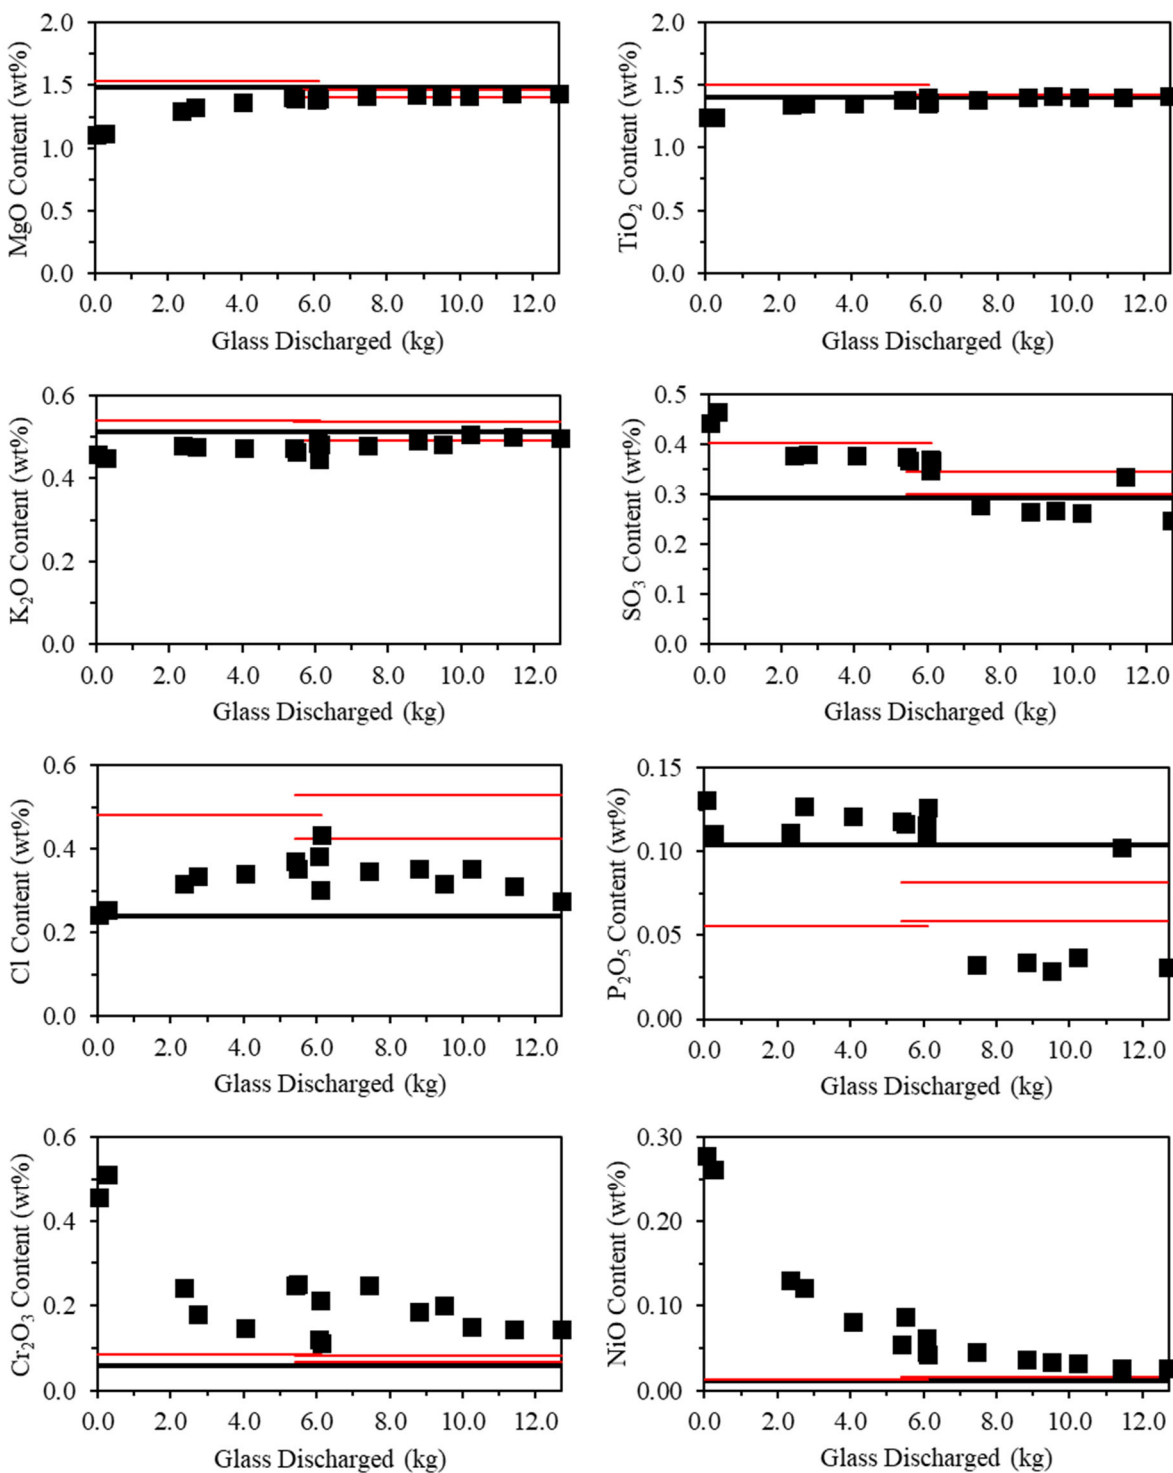 2.0
1.5
1.0
0.5
0.0
MgO Content (wt%)
0.0 2.0 4.0 6.0 8.0 10.0 12.0
Glass Discharged (kg)
2.0
1.5
1.0
0.5
0.0
TiO₂ Content (wt%)
0.0 2.0 4.0 6.0 8.0 10.0 12.0
Glass Discharged (kg)
0.6
0.4
0.2
0.0
K₂O Content (wt%)
0.0 2.0 4.0 6.0 8.0 10.0 12.0
Glass Discharged (kg)
0.5
0.4
0.3
0.2
0.1
0.0
SO₃ Content (wt%)
0.0 2.0 4.0 6.0 8.0 10.0 12.0
Glass Discharged (kg)
0.6
0.4
0.2
0.0
Cl Content (wt%)
0.0 2.0 4.0 6.0 8.0 10.0 12.0
Glass Discharged (kg)
0.15
0.10
0.05
0.00
P₂O₅ Content (wt%)
0.0 2.0 4.0 6.0 8.0 10.0 12.0
Glass Discharged (kg)
0.6
0.4
0.2
0.0
Cr₂O₃ Content (wt%)
0.0 2.0 4.0 6.0 8.0 10.0 12.0
Glass Discharged (kg)
0.30
0.20
0.10
0.00
NiO Content (wt%)
0.0 2.0 4.0 6.0 8.0 10.0 12.0
Glass Discharged (kg)